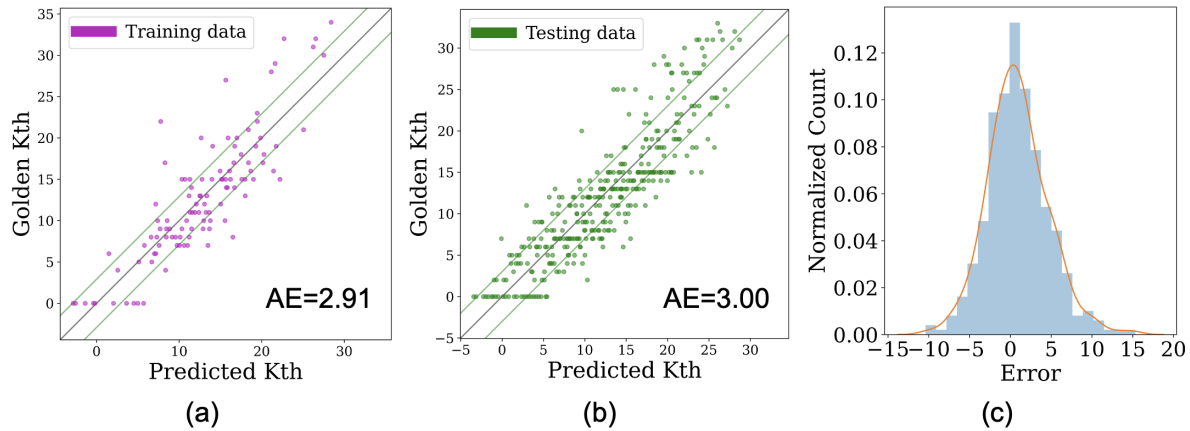 Training data
Golden Kth
35
30
25
20
15
10
5
0
0 10 20 30
Predicted Kth
AE=2.91
(a)
Testing data
Golden Kth
35
30
25
20
15
10
5
0
−5
−5 0 5 10 15 20 25 30
Predicted Kth
AE=3.00
(b)
Normalized Count
0.12
0.10
0.08
0.06
0.04
0.02
0.00
−15 −10 −5 0 5 10 15 20
Error
(c)